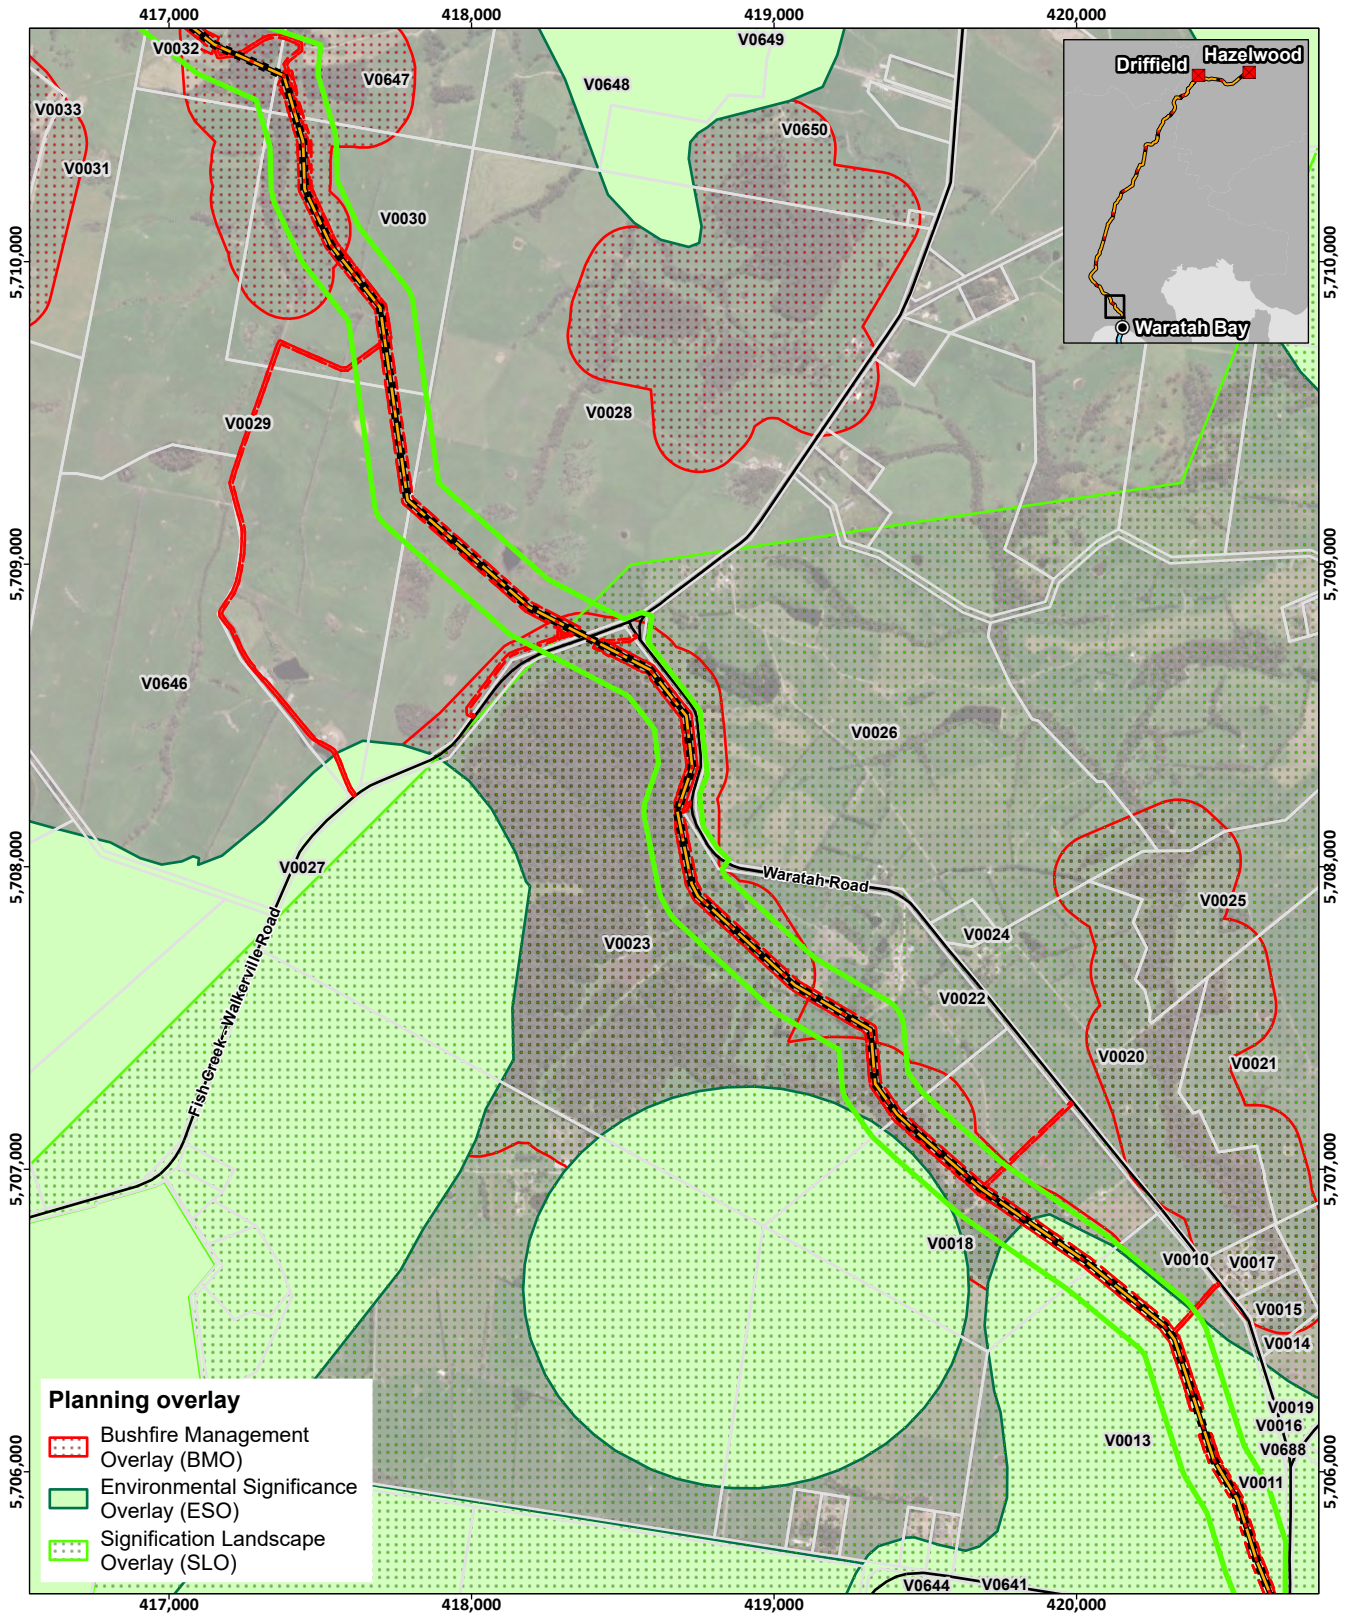 417,000
418,000
419,000
420,000
V0032
V0649
V0647
V0648
V0033
V0650
V0031
V0030
Hazelwood
Driffield
Waratah Bay
5,710,000
5,710,000
V0028
V0029
5,709,000
5,709,000
V0646
V0026
5,708,000
5,708,000
V0027
Waratah Road
V0025
V0024
V0023
V0022
Fish Creek - Walkerville Road
V0020
V0021
5,707,000
5,707,000
V0018
V0010
V0017
V0015
V0014
V0019
V0016
V0013
V0688
V0011
5,706,000
5,706,000
Planning overlay
Bushfire Management
Overlay (BMO)
Environmental Significance
Overlay (ESO)
Signification Landscape
Overlay (SLO)
V0644
V0641
417,000
418,000
419,000
420,000